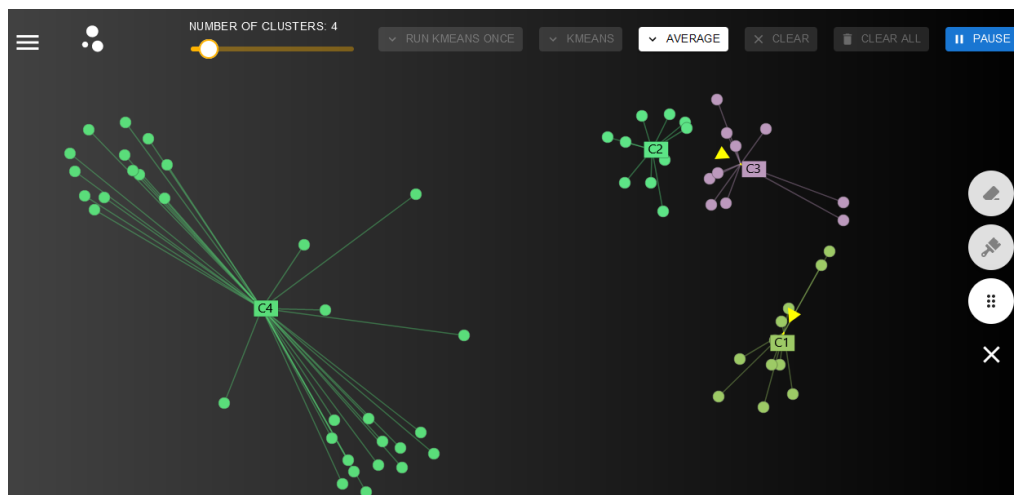 NUMBER OF CLUSTERS: 4
RUN KMEANS ONCE
KMEANS
AVERAGE
CLEAR
CLEAR ALL
PAUSE
C2
C3
C4
C1